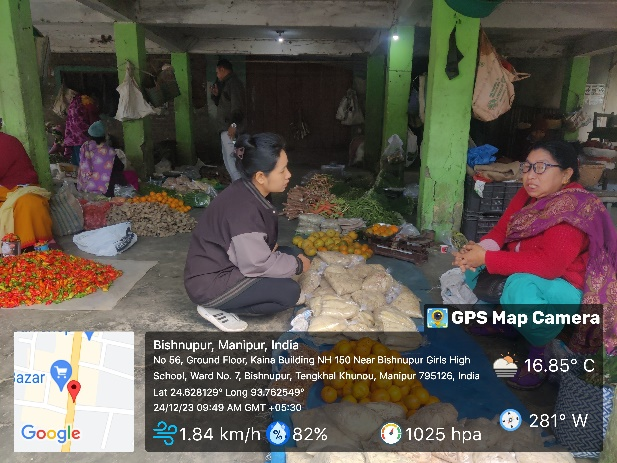 GPS Map Camera
Bishnupur, Manipur, India
No 56, Ground Floor, Kaina Building NH 150 Near Bishnupur Girls High
School, Ward No. 7, Bishnupur, Tengkhal Khunou, Manipur 795126, India
Lat 24.628129° Long 93.762549°
24/12/23 09:49 AM GMT +05:30
16.85° C
1.84 km/h
82%
1025 hpa
281° W
Bazar
Google